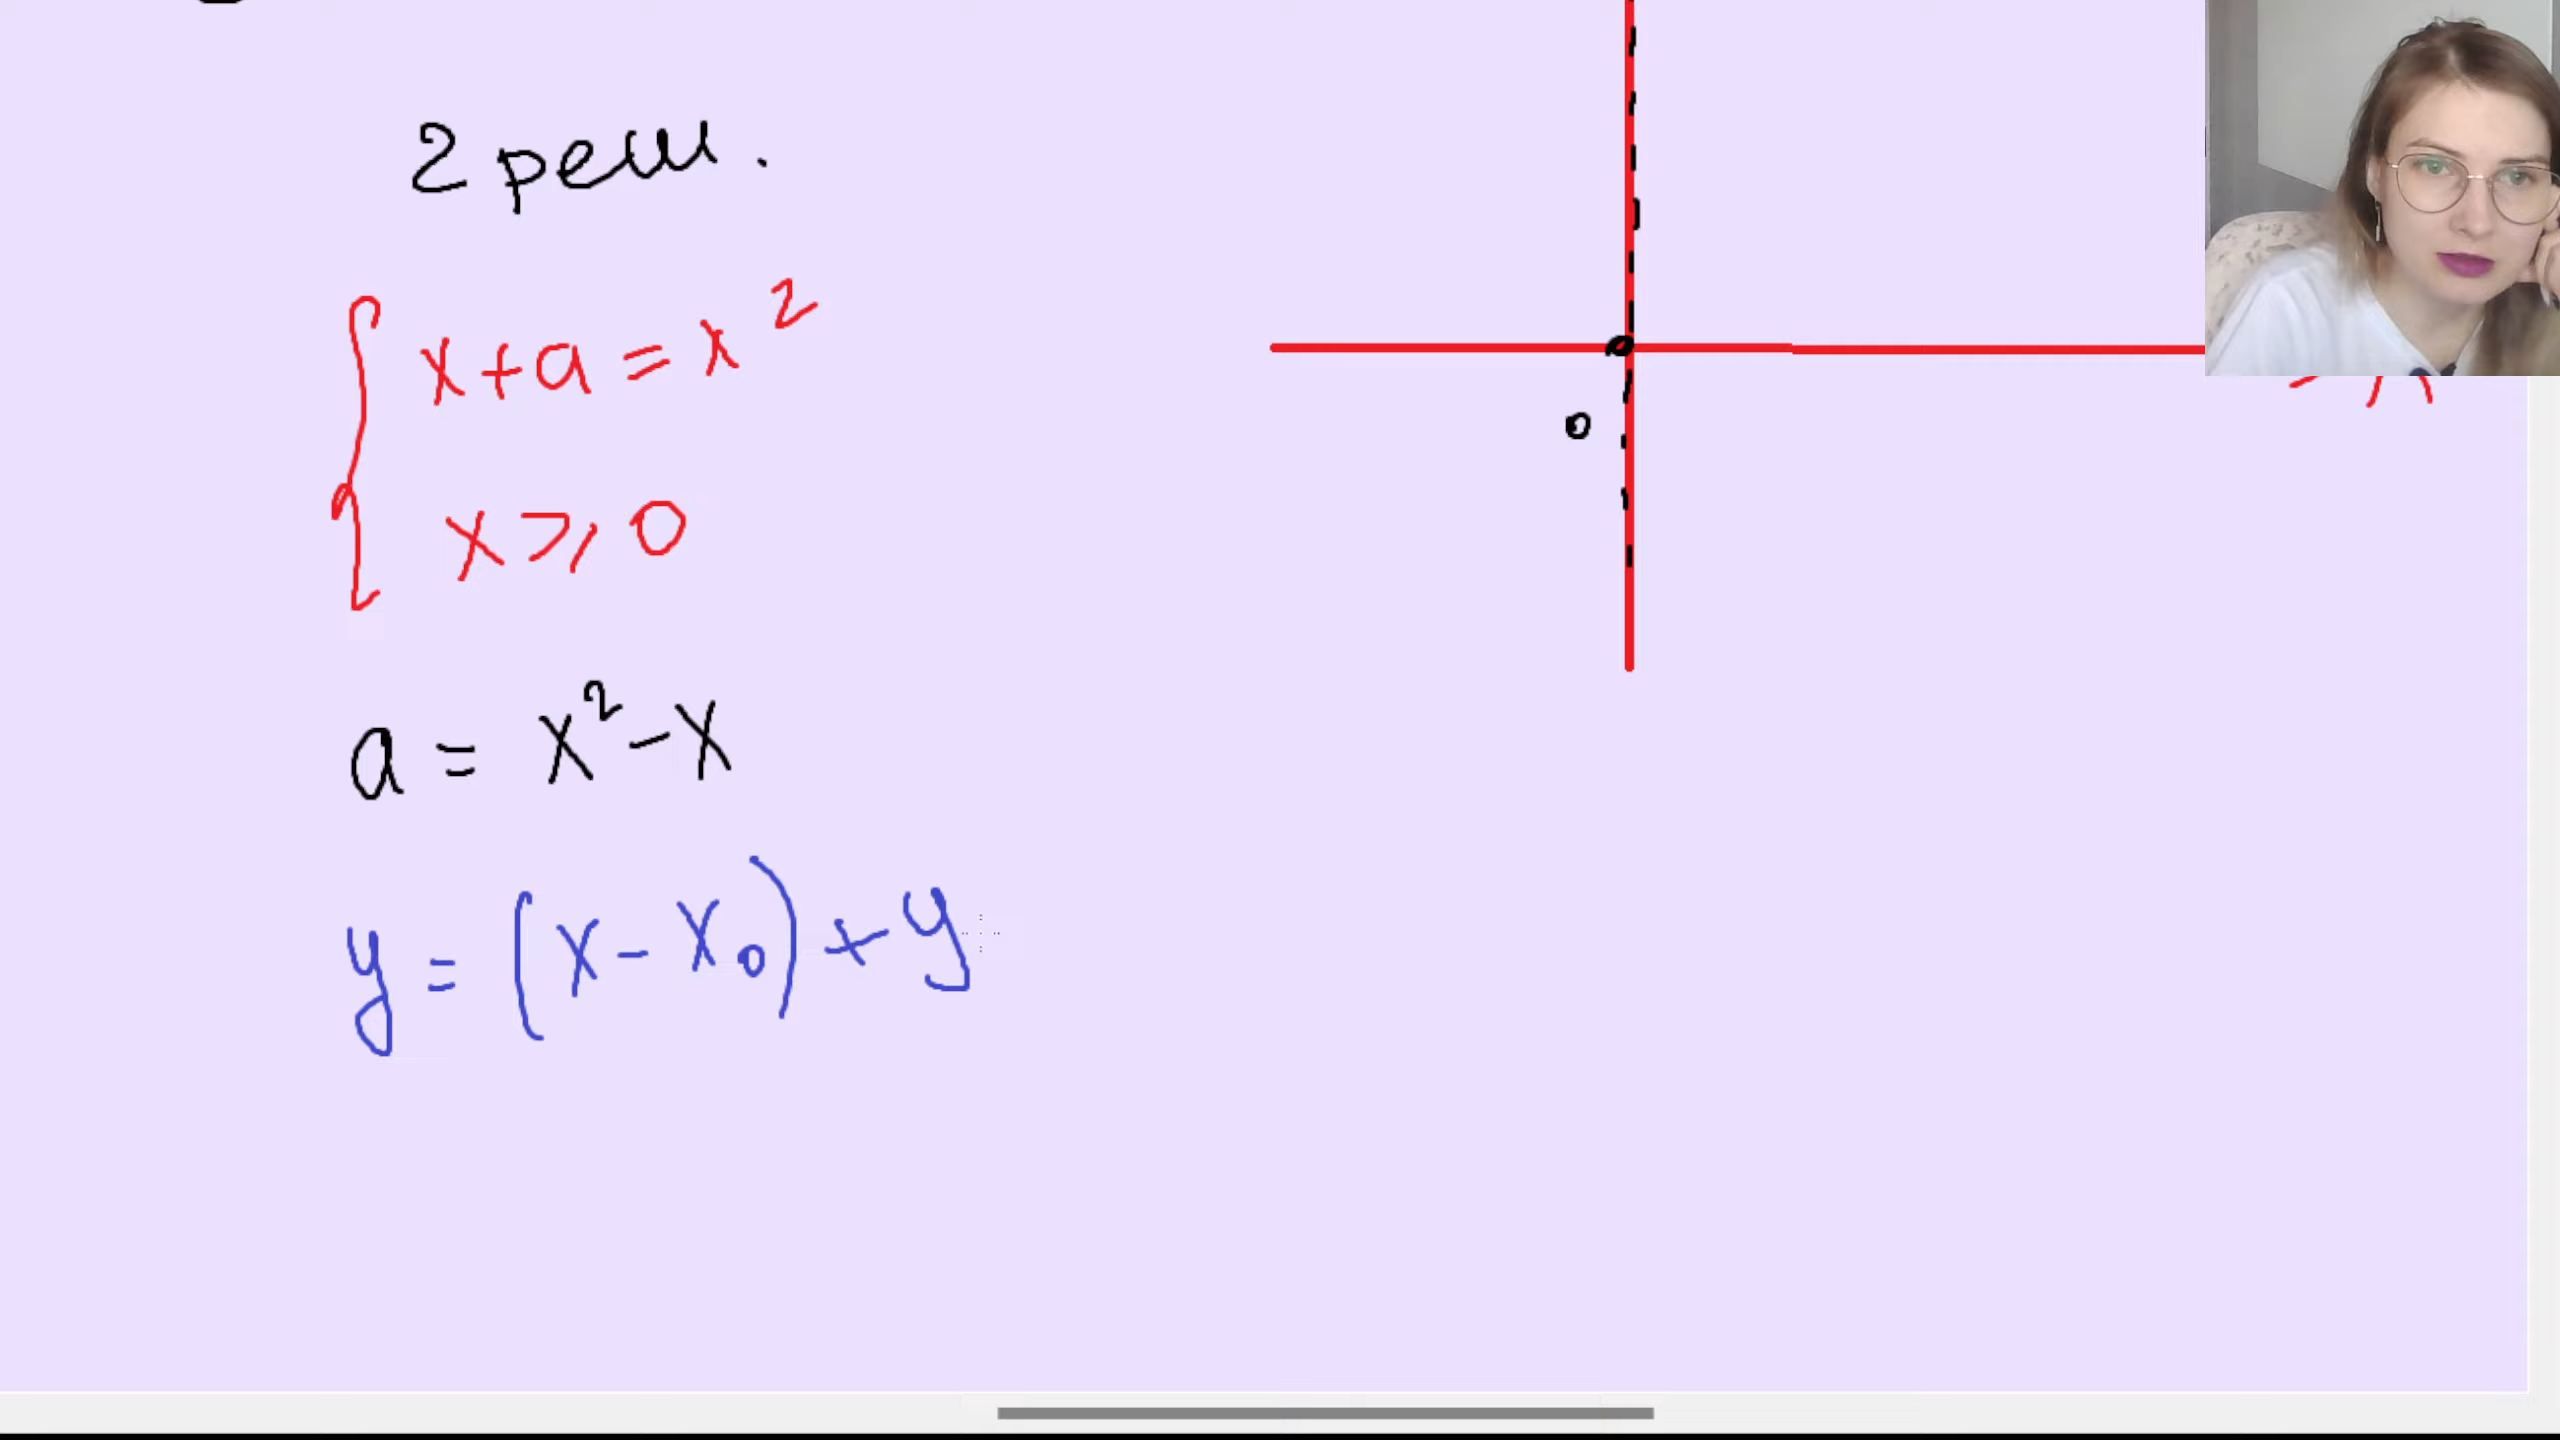 2 реш.
x+a=x²
x⩾0
0
a = x²-x
y = (x-x₀)+y